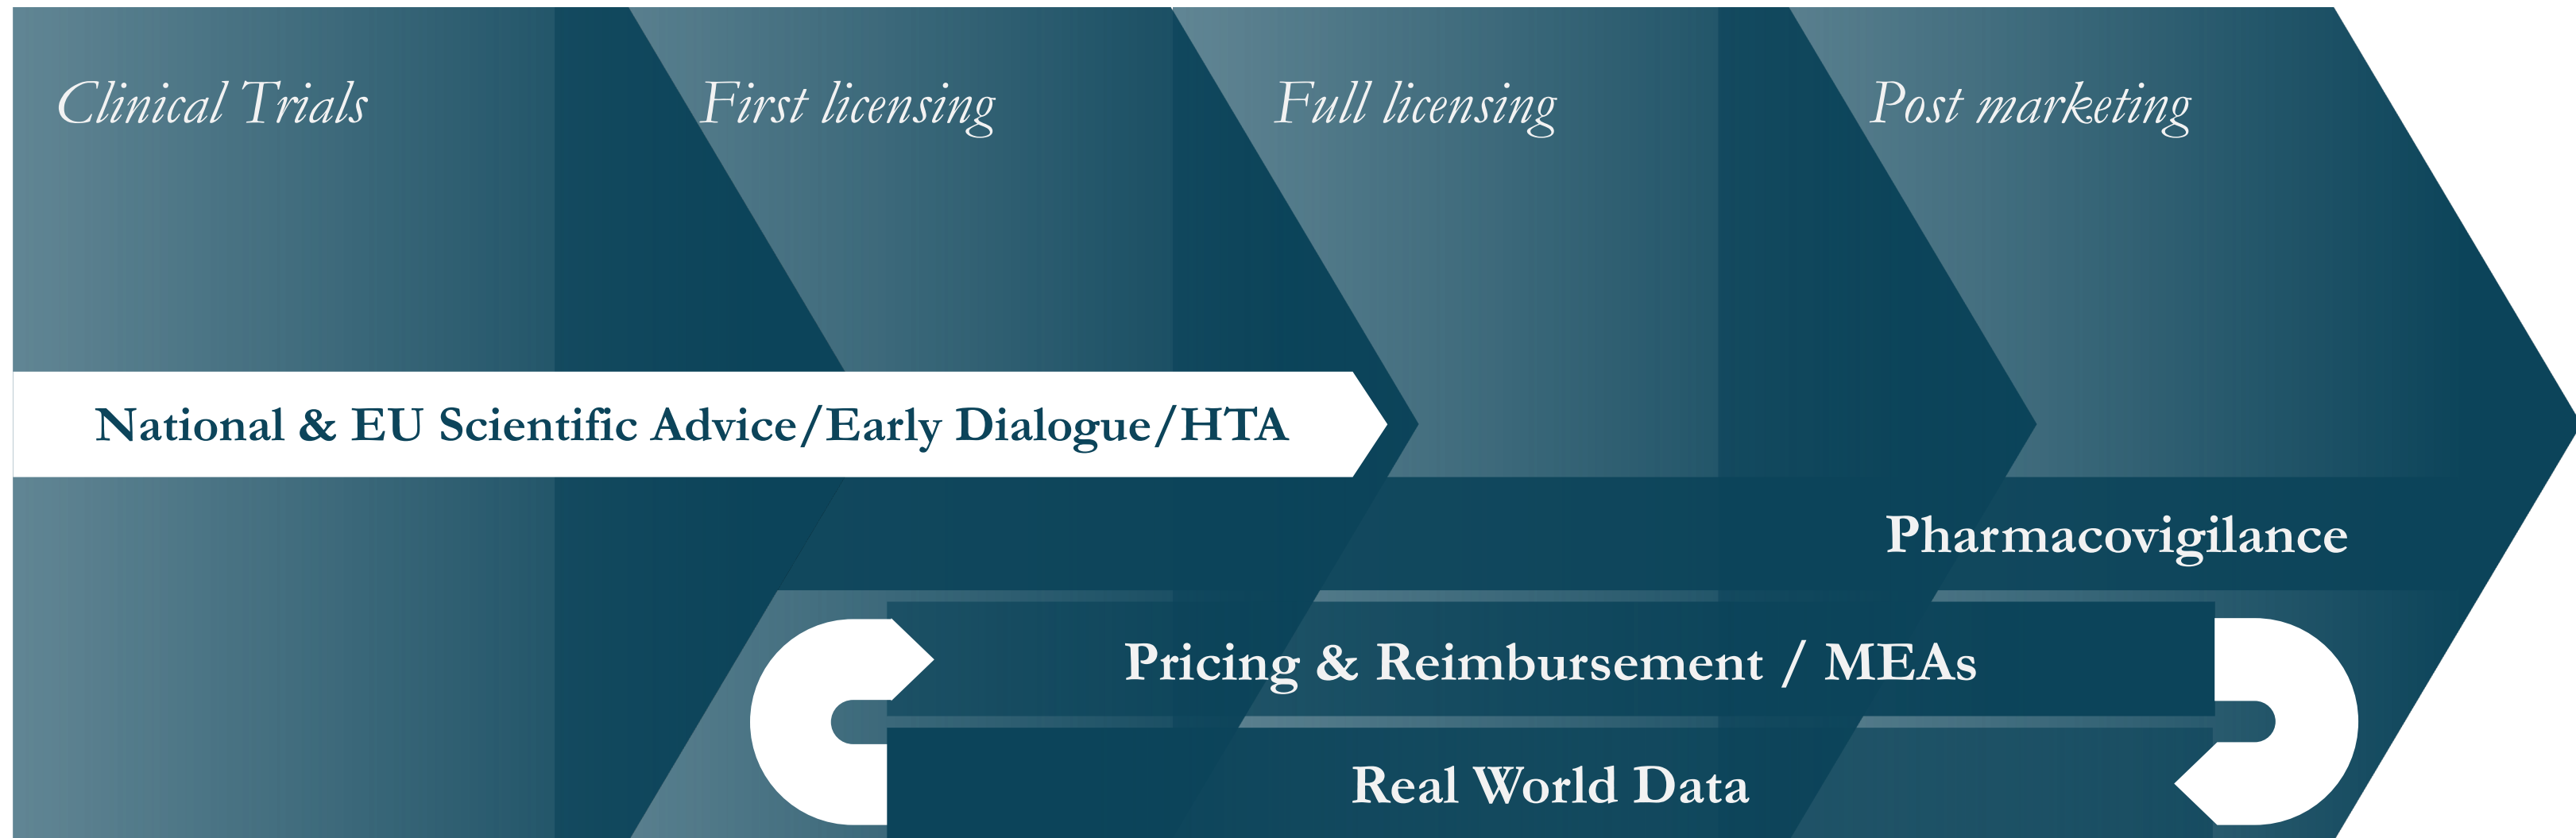 Clinical Trials
First licensing
Full licensing
Post marketing
National & EU Scientific Advice/Early Dialogue/HTA
Pharmacovigilance
Pricing & Reimbursement / MEAs
Real World Data